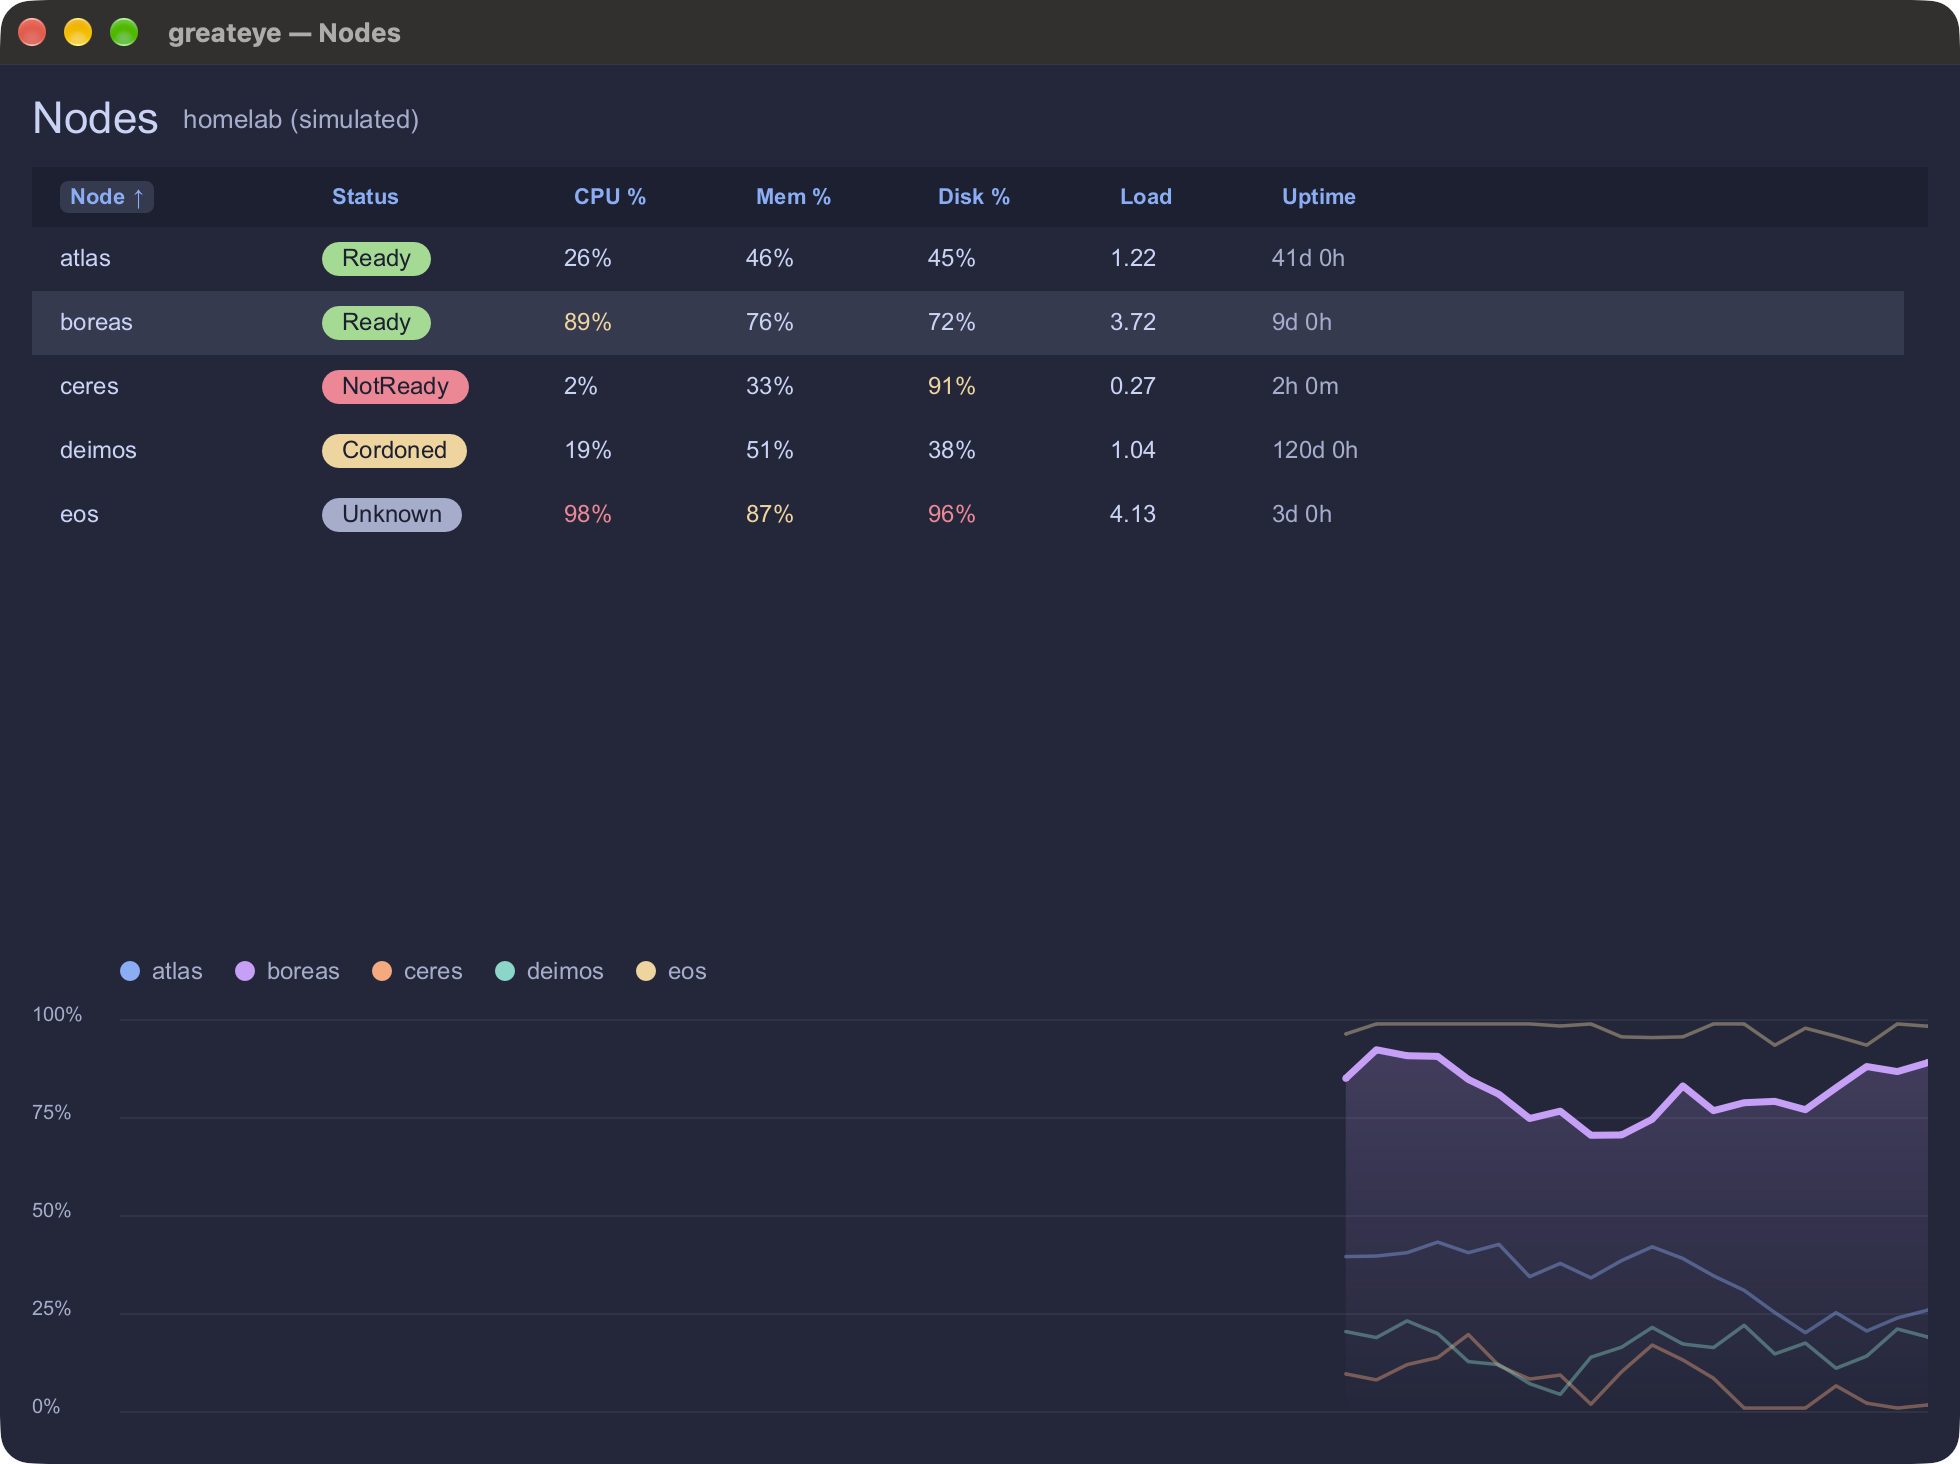 greateye — Nodes
Nodes homelab (simulated)
Node ↑ Status CPU % Mem % Disk % Load Uptime
atlas Ready 26% 46% 45% 1.22 41d 0h
boreas Ready 89% 76% 72% 3.72 9d 0h
ceres NotReady 2% 33% 91% 0.27 2h 0m
deimos Cordoned 19% 51% 38% 1.04 120d 0h
eos Unknown 98% 87% 96% 4.13 3d 0h
atlas boreas ceres deimos eos
100%
75%
50%
25%
0%